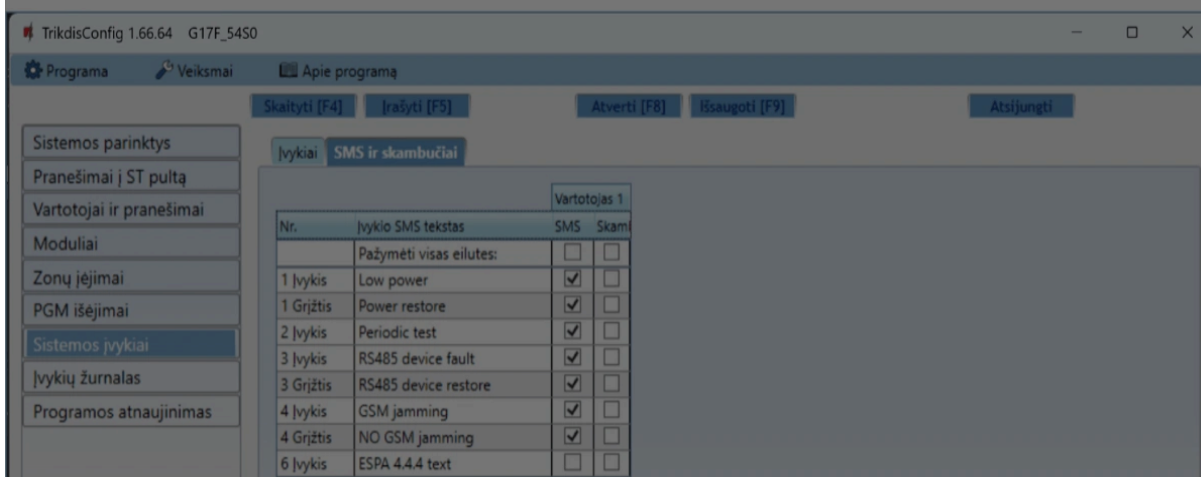 TrikdisConfig 1.66.64 G17F_54S0
Programa Veiksmai Apie programą
Skaityti [F4] Įrašyti [F5] Atverti [F8] Išsaugoti [F9] Atsijungti
Sistemos parinktys
Pranešimai į ST pultą
Vartotojai ir pranešimai
Moduliai
Zonų įėjimai
PGM išėjimai
Sistemos įvykiai
Įvykių žurnalas
Programos atnaujinimas
Įvykiai SMS ir skambučiai
Vartotojas 1
Nr. Įvykio SMS tekstas SMS Skaml
Pažymėti visas eilutes:
1 Įvykis Low power
1 Grįžtis Power restore
2 Įvykis Periodic test
3 Įvykis RS485 device fault
3 Grįžtis RS485 device restore
4 Įvykis GSM jamming
4 Grįžtis NO GSM jamming
6 Įvykis ESPA 4.4.4 text